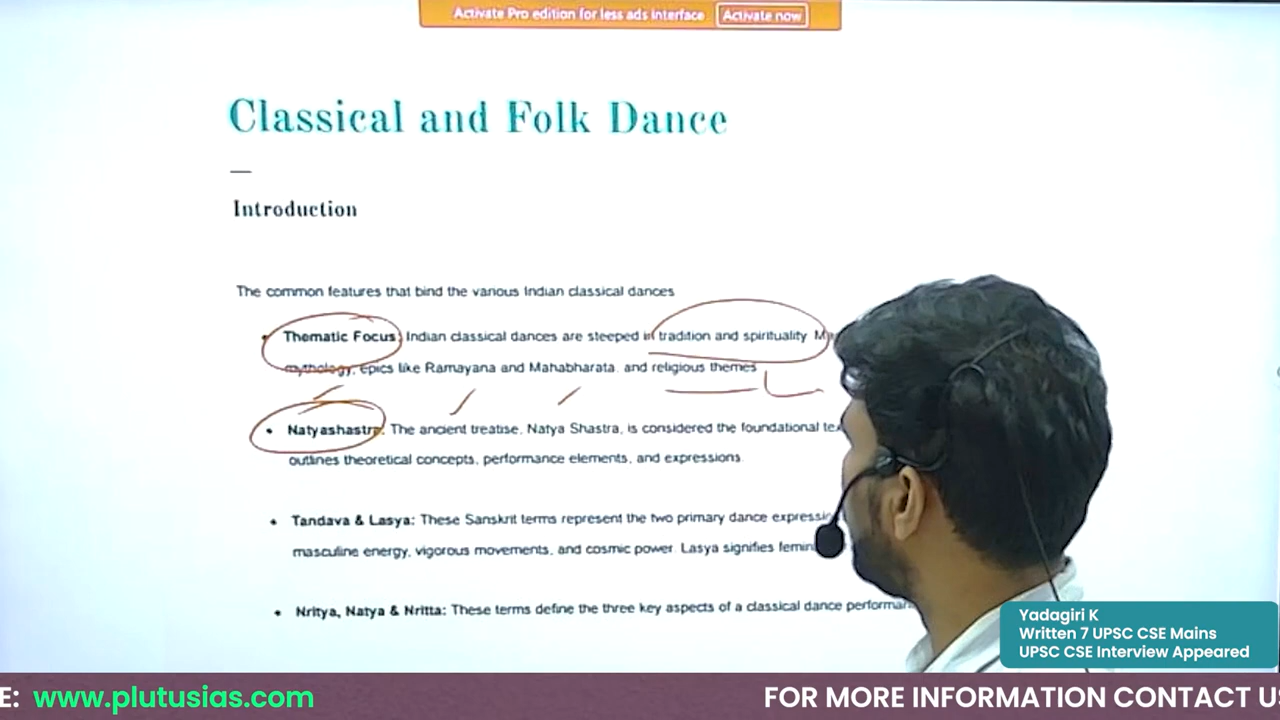 Activate Pro edition for less ads interface Activate now
Classical and Folk Dance
—
Introduction
The common features that bind the various Indian classical dances
• Thematic Focus: Indian classical dances are steeped in tradition and spirituality. M
mythology, epics like Ramayana and Mahabharata, and religious themes
• Natyashastra: The ancient treatise, Natya Shastra, is considered the foundational te
outlines theoretical concepts, performance elements, and expressions.
• Tandava & Lasya: These Sanskrit terms represent the two primary dance expressi
masculine energy, vigorous movements, and cosmic power. Lasya signifies femin
• Nritya, Natya & Nritta: These terms define the three key aspects of a classical dance performan
Yadagiri K
Written 7 UPSC CSE Mains
UPSC CSE Interview Appeared
E: www.plutusias.com FOR MORE INFORMATION CONTACT US